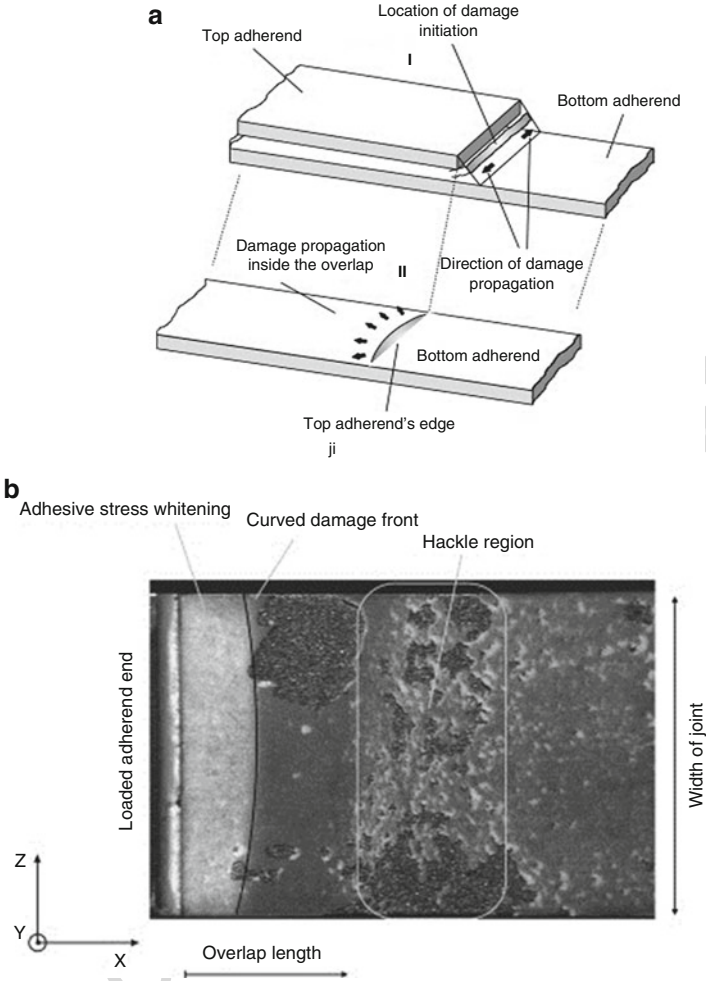 a
Location of damage
initiation
Top adherend
I
Bottom adherend
Damage propagation
inside the overlap
II
Direction of damage
propagation
Bottom adherend
Top adherend's edge
ji
b
Adhesive stress whitening
Curved damage front
Hackle region
Loaded adherend end
Width of joint
Z
Y
X
Overlap length